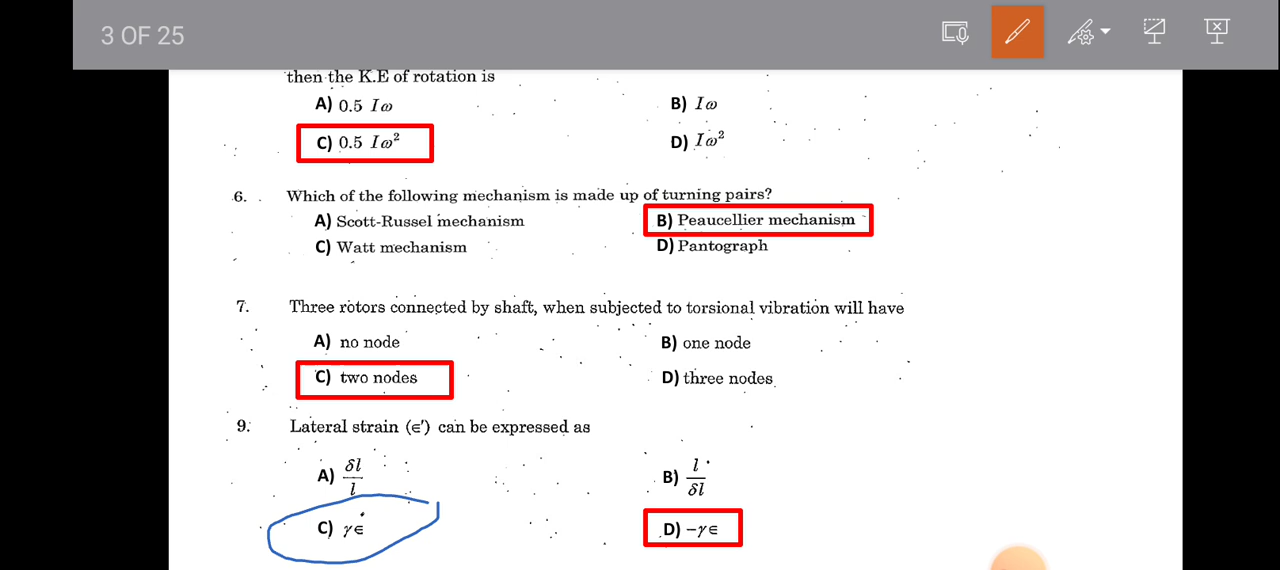 3 OF 25
then the K.E of rotation is
A) 0.5 Iω
B) Iω
C) 0.5 Iω²
D) Iω²
6. Which of the following mechanism is made up of turning pairs?
A) Scott-Russel mechanism
B) Peaucellier mechanism
C) Watt mechanism
D) Pantograph
7. Three rotors connected by shaft, when subjected to torsional vibration will have
A) no node
B) one node
C) two nodes
D) three nodes
9. Lateral strain (∈') can be expressed as
A) δl/l
B) l/δl
C) γ∈
D) −γ∈